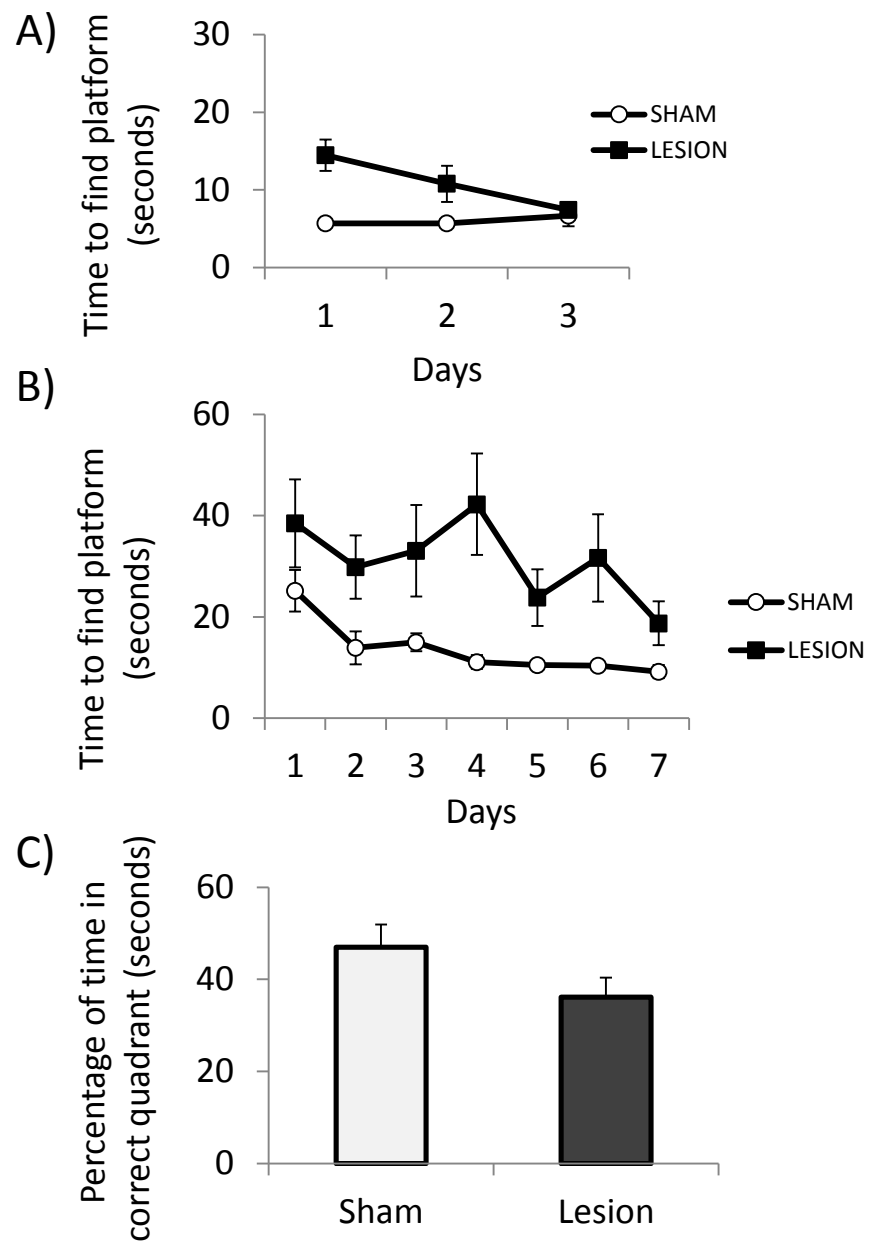 A)
Time to find platform
(seconds)
30
20
10
0
SHAM
LESION
1 2 3
Days
B)
Time to find platform
(seconds)
60
40
20
0
SHAM
LESION
1 2 3 4 5 6 7
Days
C)
Percentage of time in
correct quadrant (seconds)
60
40
20
0
Sham Lesion